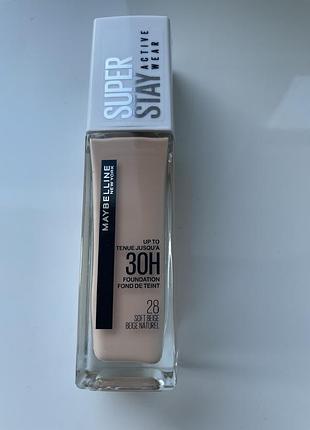 SUPER
STAY
ACTIVE
WEAR
MAYBELLINE
NEW YORK
UP TO
TENUE JUSQU'A
30H
FOUNDATION
FOND DE TEINT
28
SOFT BEIGE
BEIGE NATUREL